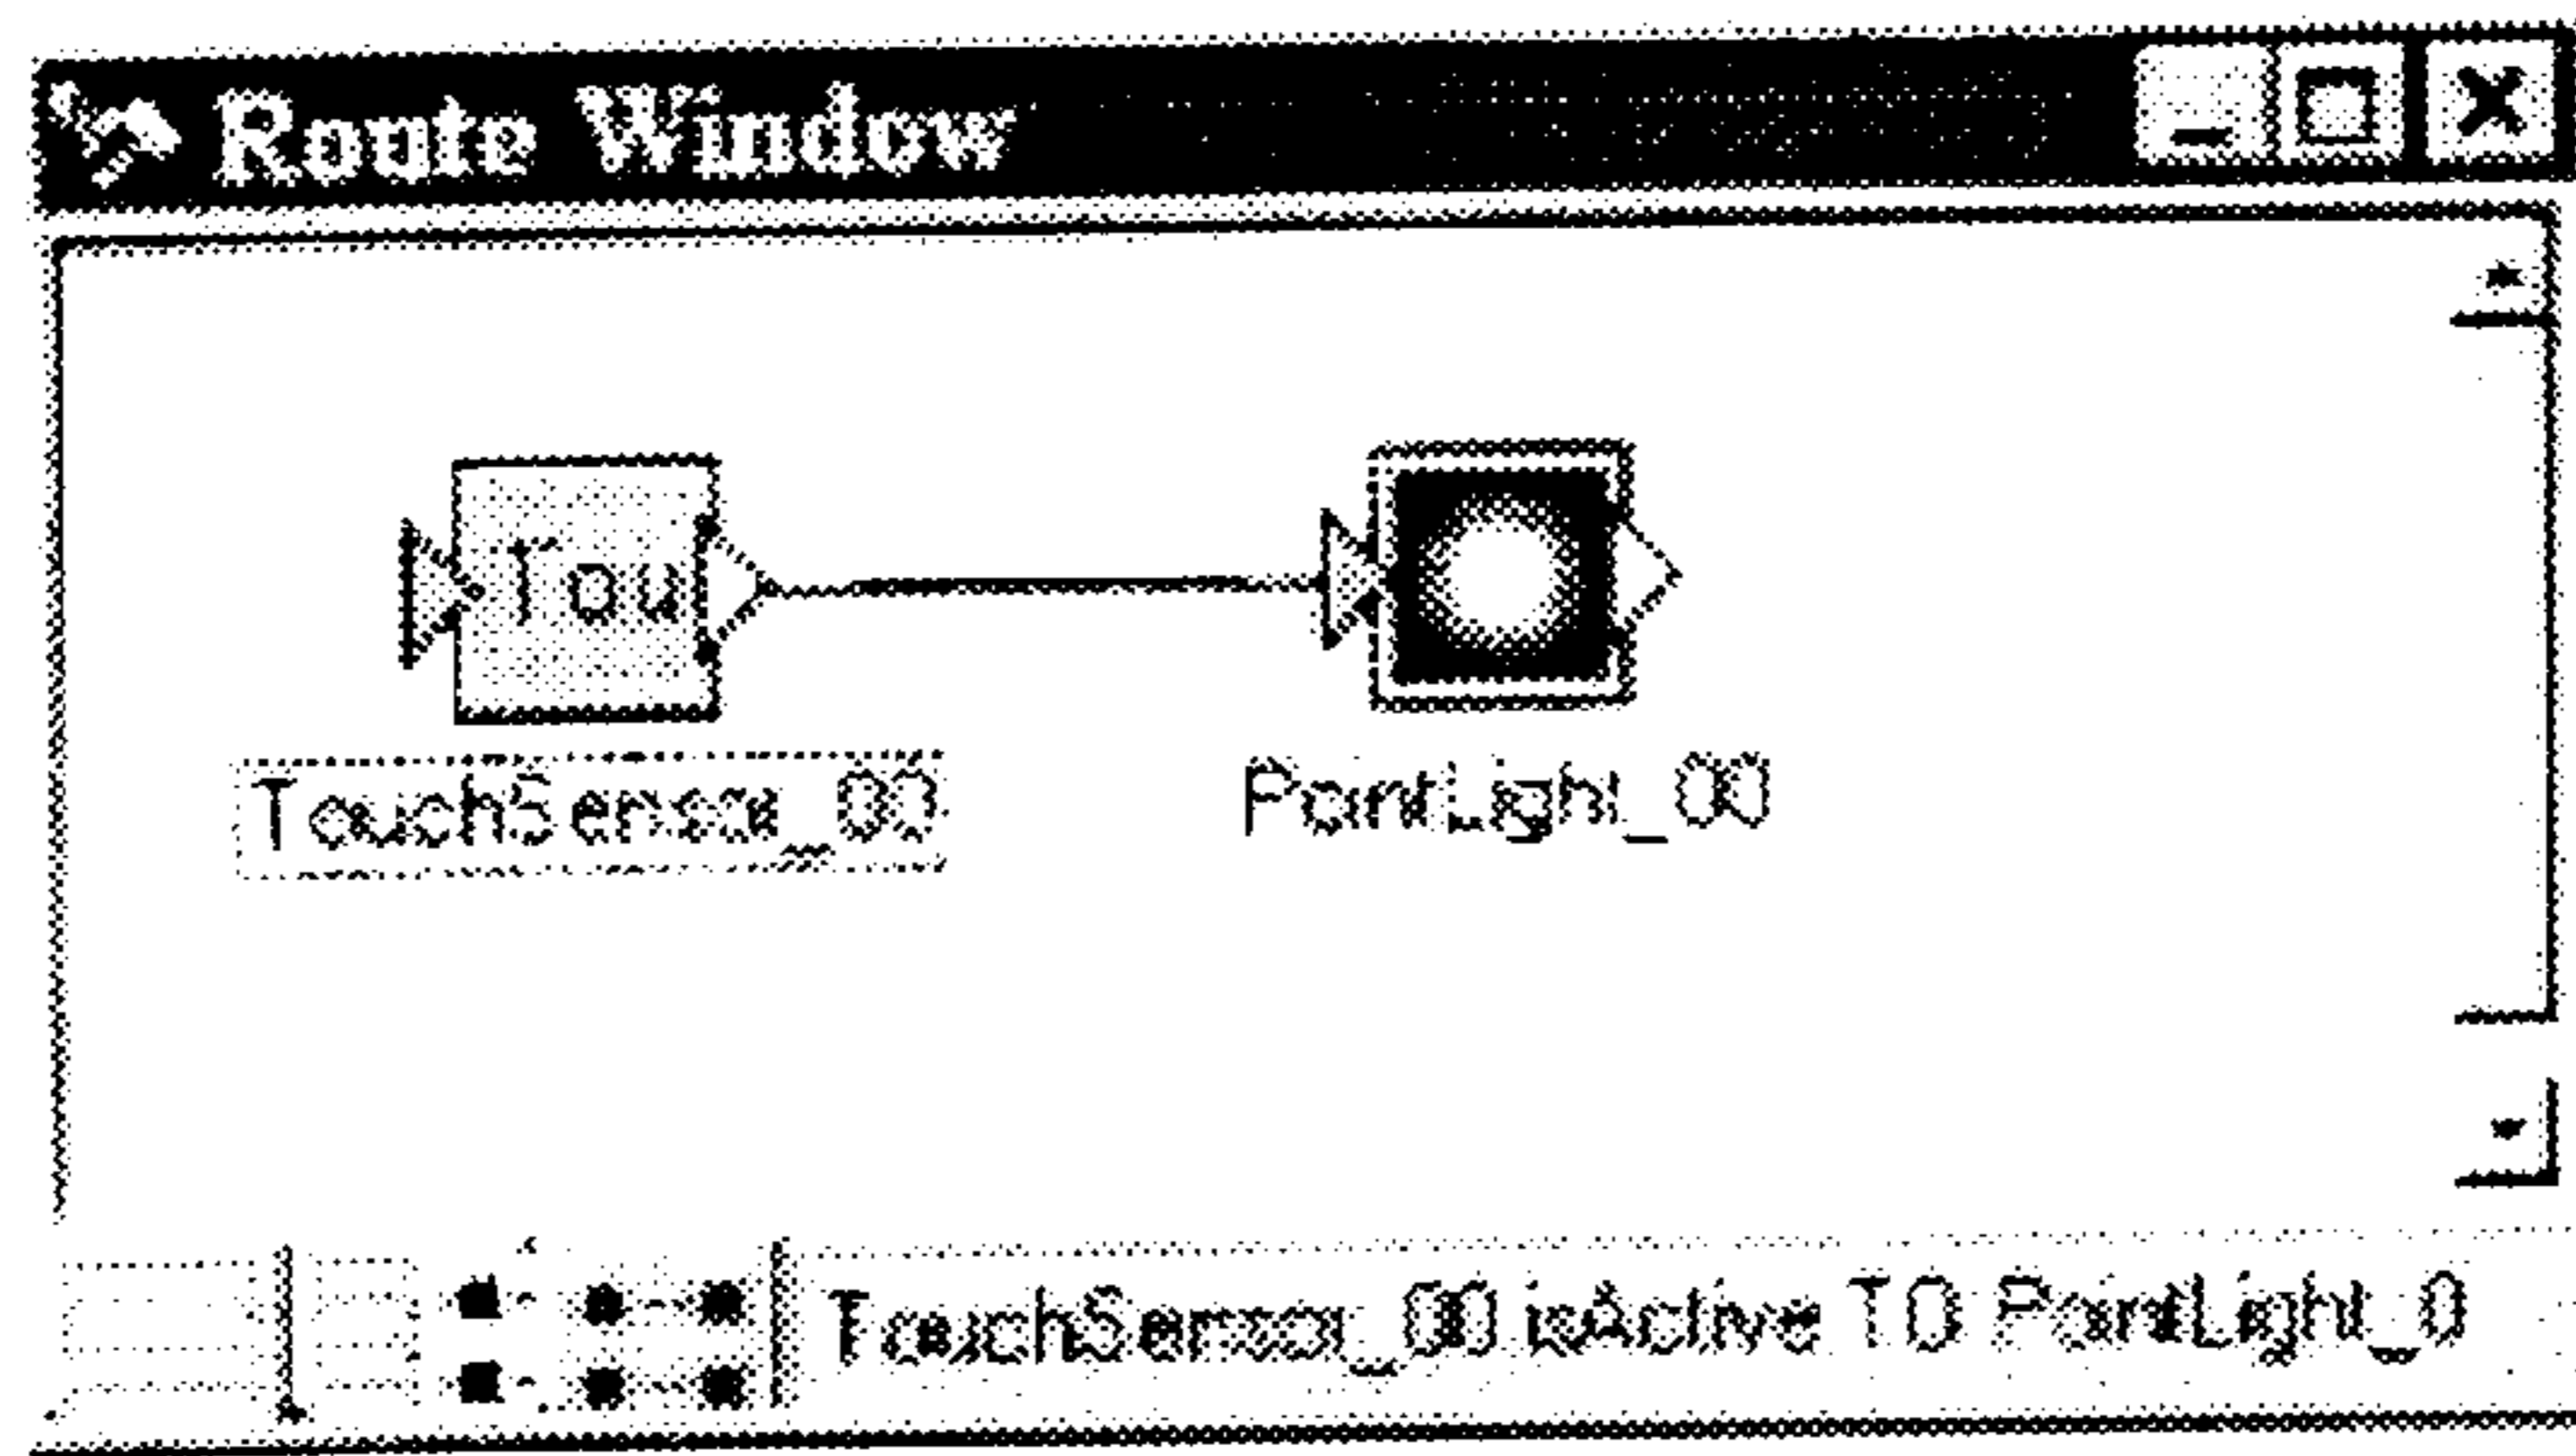 Route Window
Tou
TouchSensor_00
PointLight_00
TouchSensor_00 isActive TO PointLight_0